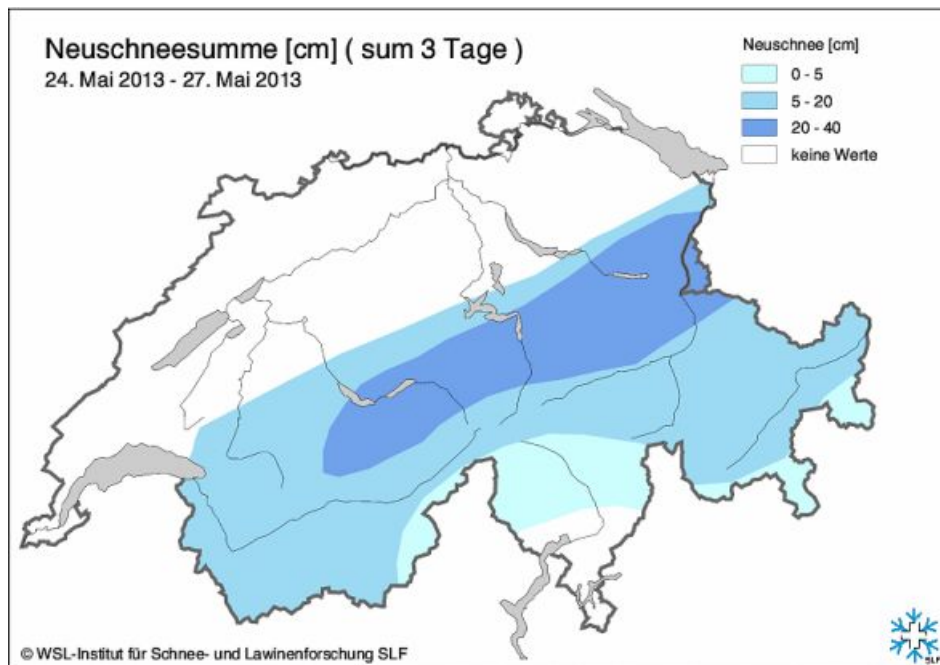 Neuschneesumme [cm] ( sum 3 Tage )
24. Mai 2013 - 27. Mai 2013
Neuschnee [cm]
0 - 5
5 - 20
20 - 40
keine Werte
© WSL-Institut für Schnee- und Lawinenforschung SLF
SLF